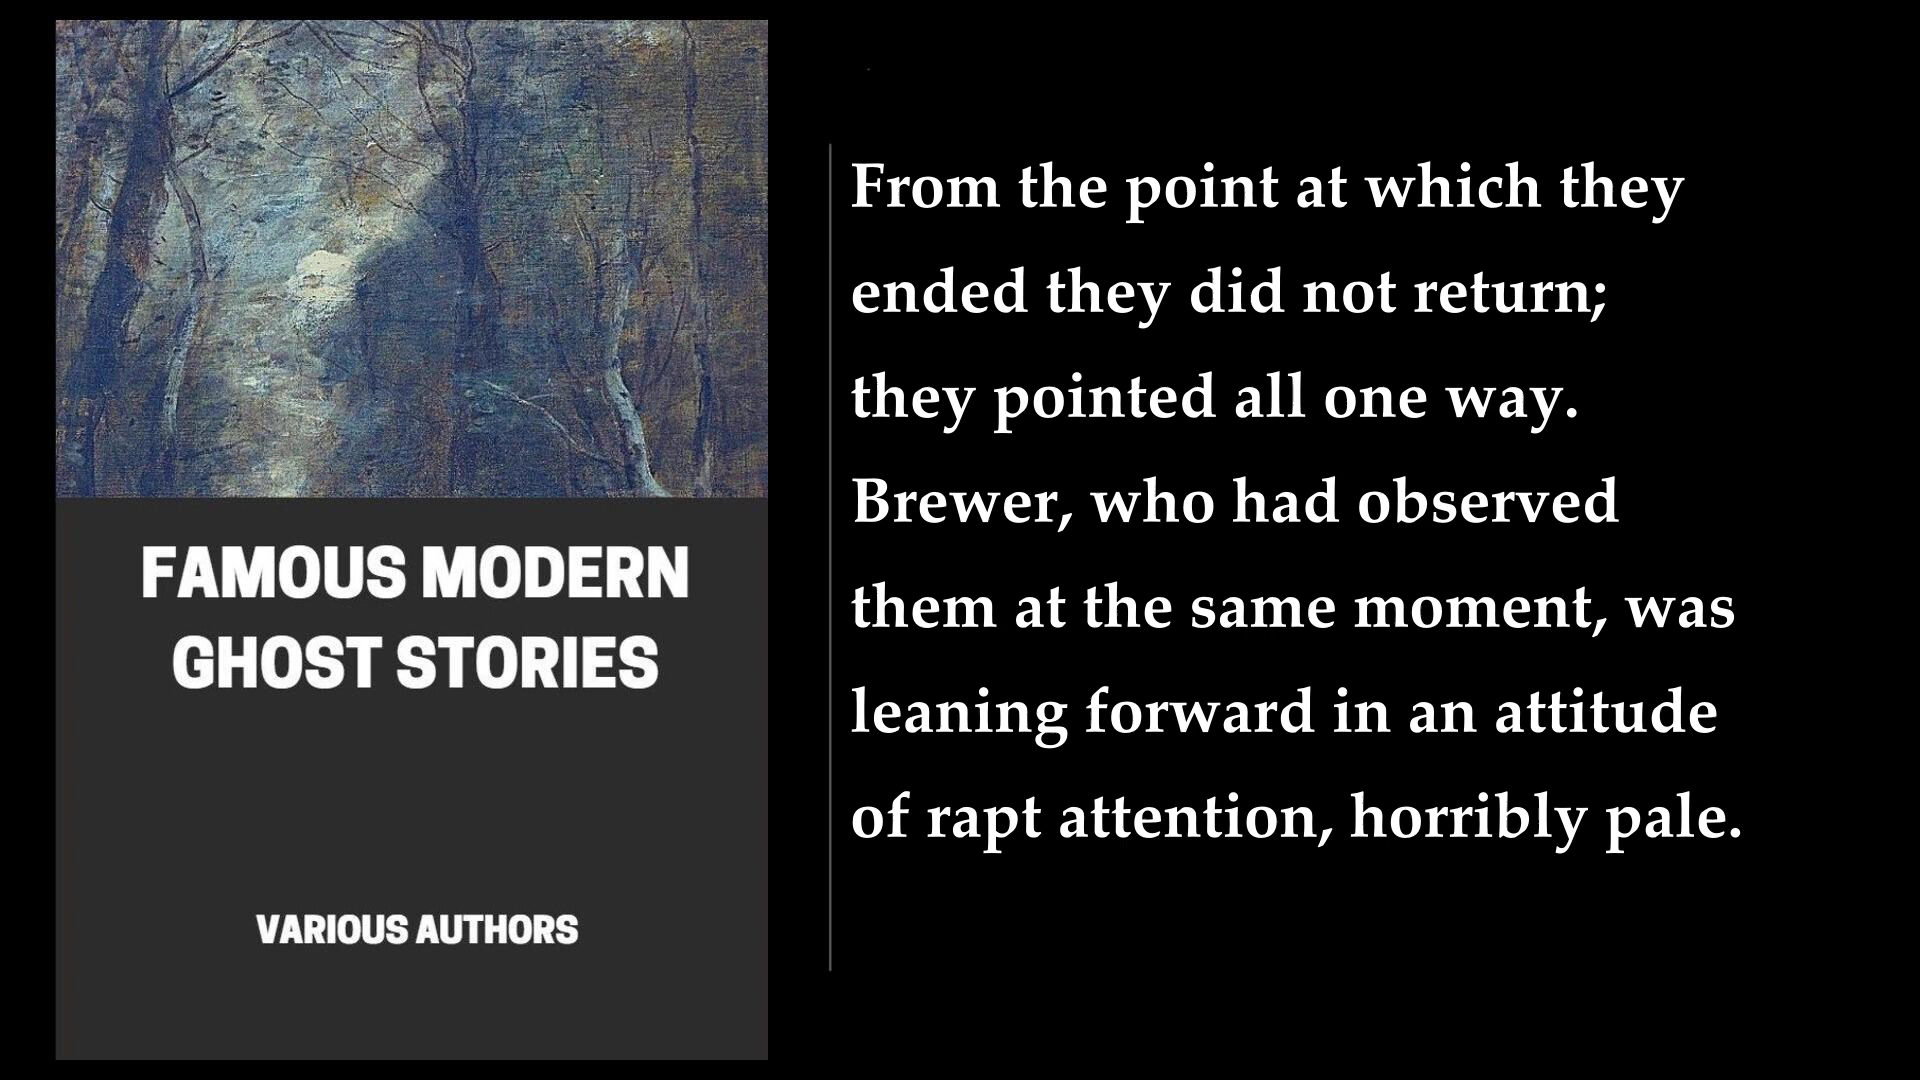 FAMOUS MODERN
GHOST STORIES
VARIOUS AUTHORS
From the point at which they
ended they did not return;
they pointed all one way.
Brewer, who had observed
them at the same moment, was
leaning forward in an attitude
of rapt attention, horribly pale.